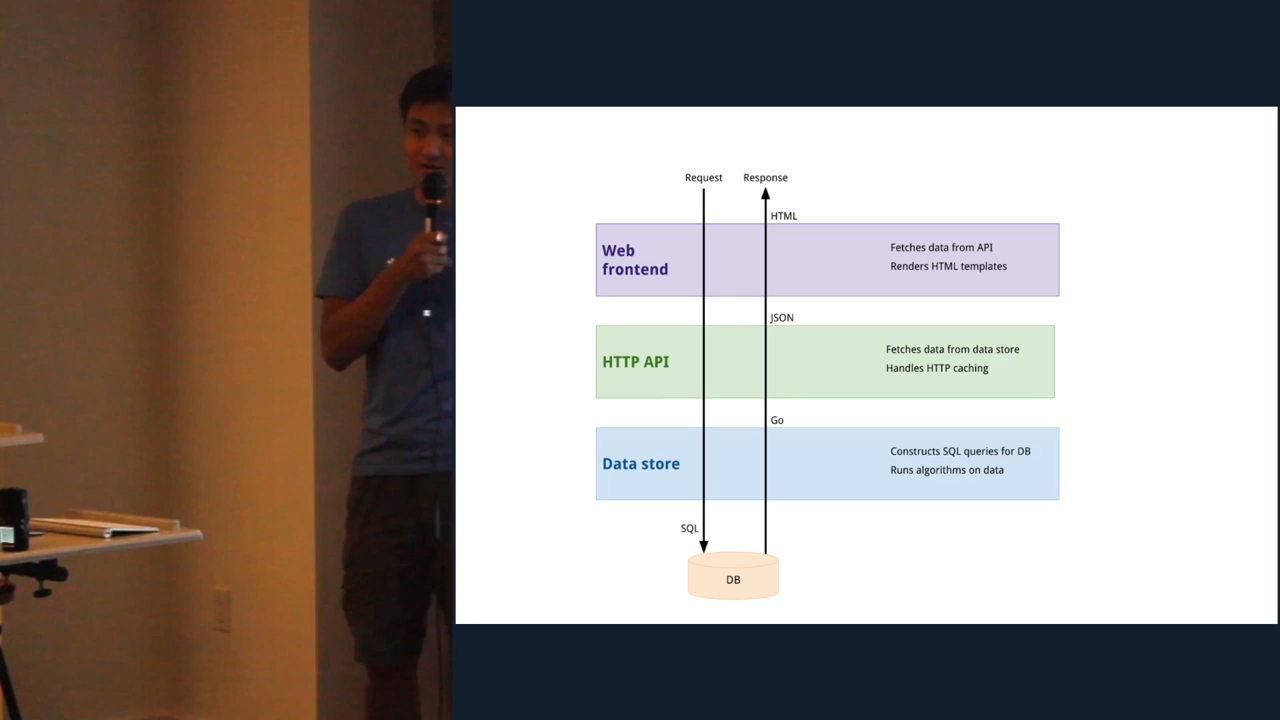 Request
Response
HTML
Web
frontend
Fetches data from API
Renders HTML templates
JSON
HTTP API
Fetches data from data store
Handles HTTP caching
Go
Data store
Constructs SQL queries for DB
Runs algorithms on data
SQL
DB